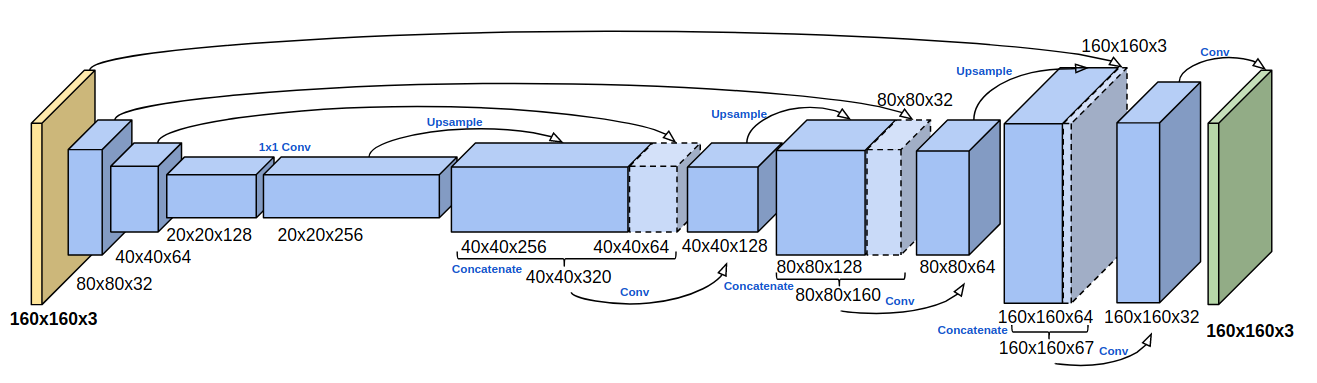 160x160x3
80x80x32
40x40x64
20x20x128
1x1 Conv
20x20x256
Upsample
40x40x256
40x40x64
Concatenate
40x40x320
Conv
40x40x128
Upsample
80x80x128
80x80x32
Concatenate
80x80x160
Conv
80x80x64
Upsample
160x160x64
160x160x3
Concatenate
160x160x67
Conv
160x160x32
Conv
160x160x3